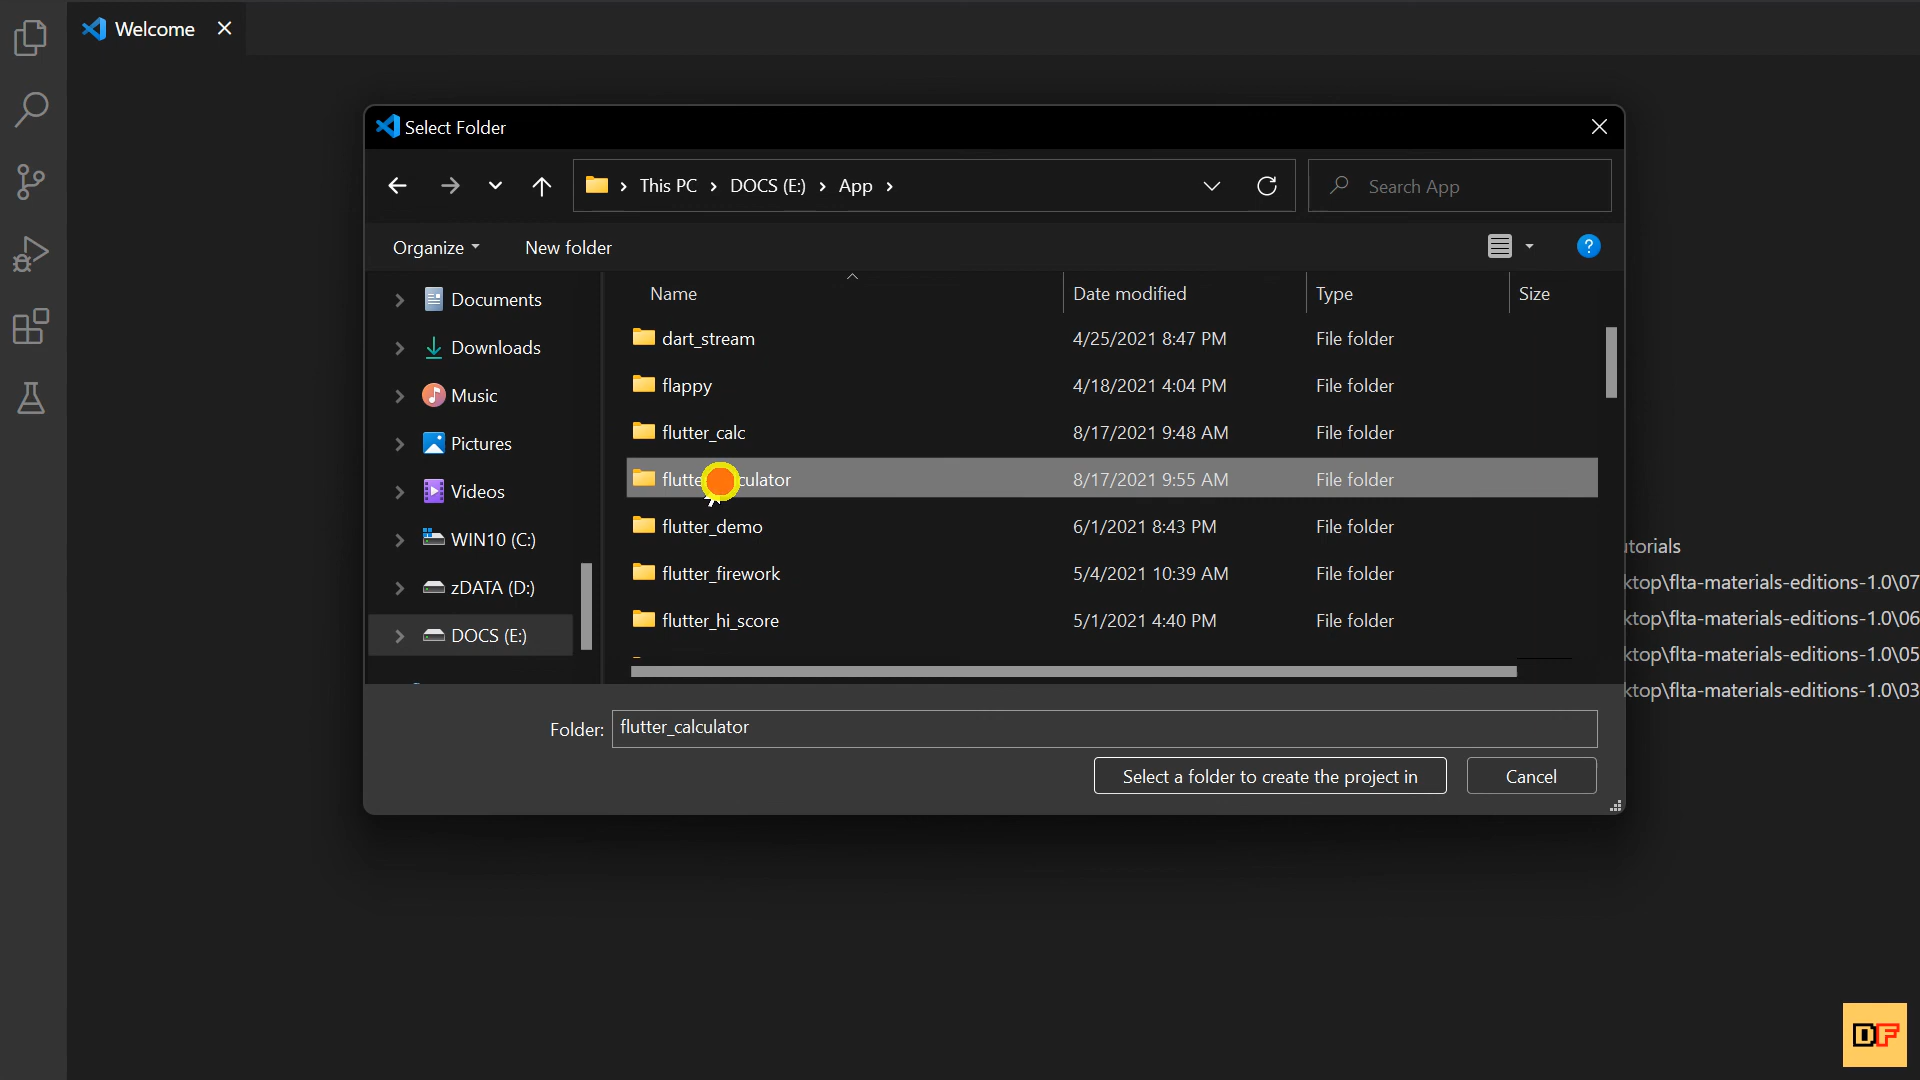 Welcome
Select Folder
This PC > DOCS (E:) > App >
Search App
Organize
New folder
Name
Date modified
Type
Size
Documents
Downloads
Music
Pictures
Videos
WIN10 (C:)
zDATA (D:)
DOCS (E:)
dart_stream 4/25/2021 8:47 PM File folder
flappy 4/18/2021 4:04 PM File folder
flutter_calc 8/17/2021 9:48 AM File folder
8/17/2021 9:55 AM File folder
flutter_demo 6/1/2021 8:43 PM File folder
flutter_firework 5/4/2021 10:39 AM File folder
flutter_hi_score 5/1/2021 4:40 PM File folder
utorials
ktop\flta-materials-editions-1.0\07
ktop\flta-materials-editions-1.0\06
ktop\flta-materials-editions-1.0\05
ktop\flta-materials-editions-1.0\03
Folder: flutter_calculator
Select a folder to create the project in
Cancel
DF